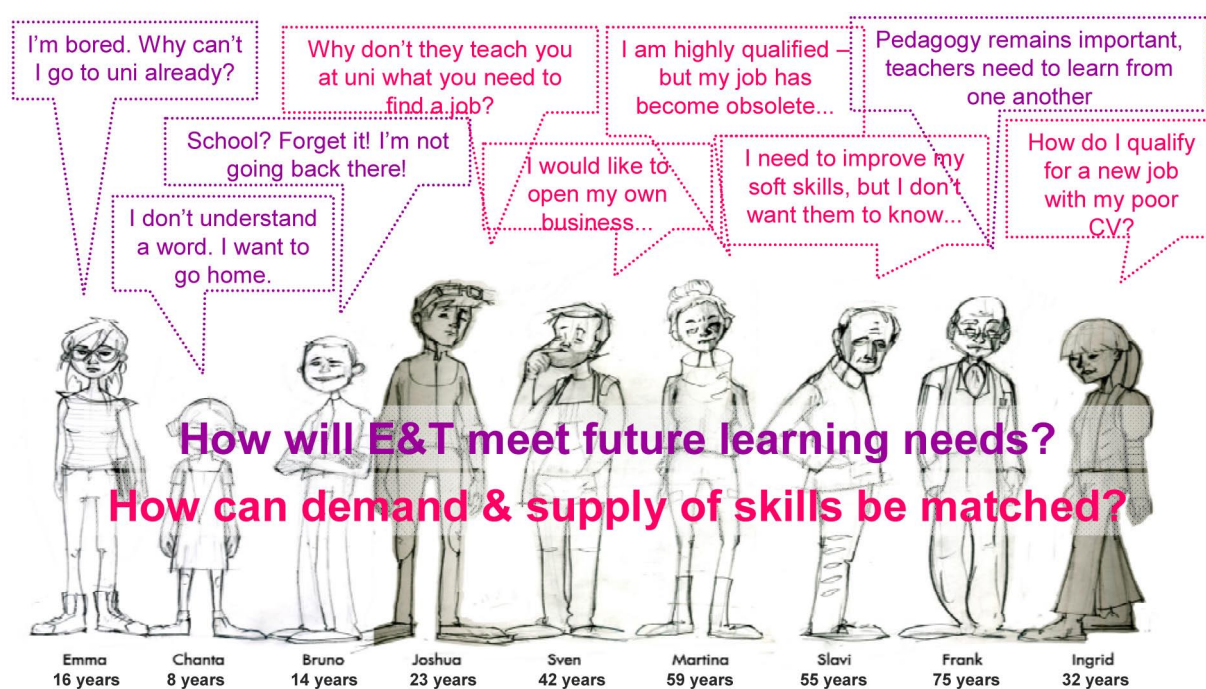 I'm bored. Why can't
I go to uni already?
Why don't they teach you
at uni what you need to
find a job?
I am highly qualified –
but my job has
become obsolete...
Pedagogy remains important,
teachers need to learn from
one another
School? Forget it! I'm not
going back there!
I would like to
open my own
business...
I need to improve my
soft skills, but I don't
want them to know...
How do I qualify
for a new job
with my poor
CV?
I don't understand
a word. I want to
go home.
How will E&T meet future learning needs?
How can demand & supply of skills be matched?
Emma
16 years
Chanta
8 years
Bruno
14 years
Joshua
23 years
Sven
42 years
Martina
59 years
Slavi
55 years
Frank
75 years
Ingrid
32 years